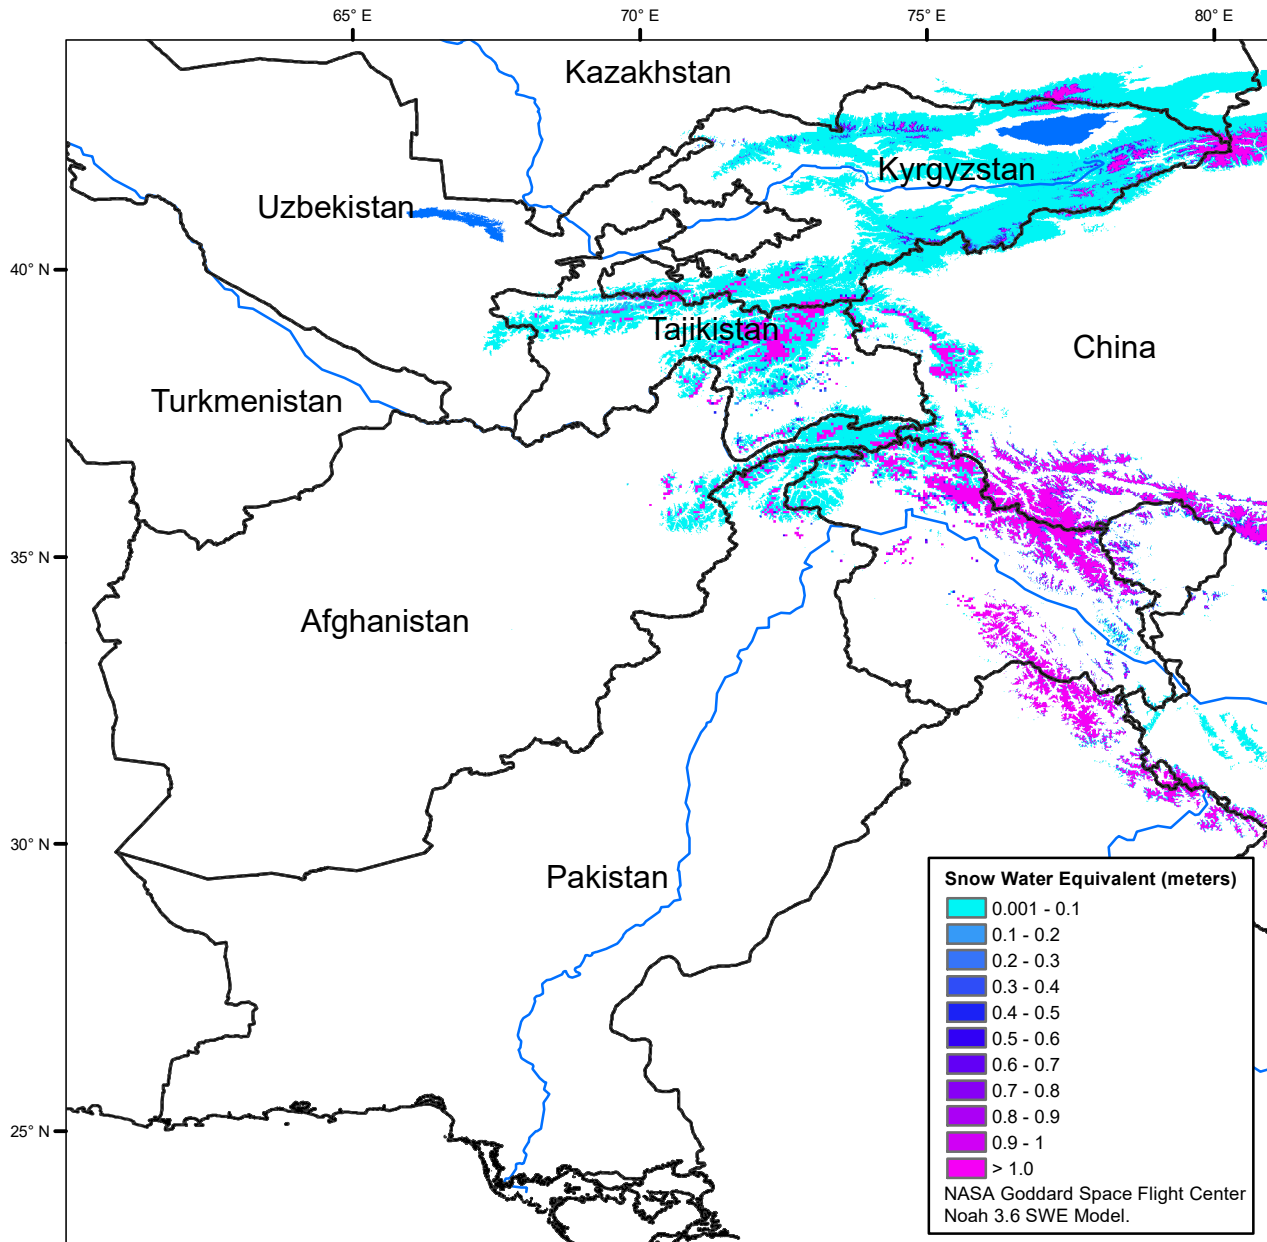 65° E
70° E
75° E
80° E
Kazakhstan
Kyrgyzstan
Uzbekistan
40° N
Tajikistan
China
Turkmenistan
35° N
Afghanistan
30° N
Pakistan
25° N
Snow Water Equivalent (meters)
0.001 - 0.1
0.1 - 0.2
0.2 - 0.3
0.3 - 0.4
0.4 - 0.5
0.5 - 0.6
0.6 - 0.7
0.7 - 0.8
0.8 - 0.9
0.9 - 1
> 1.0
NASA Goddard Space Flight Center
Noah 3.6 SWE Model.